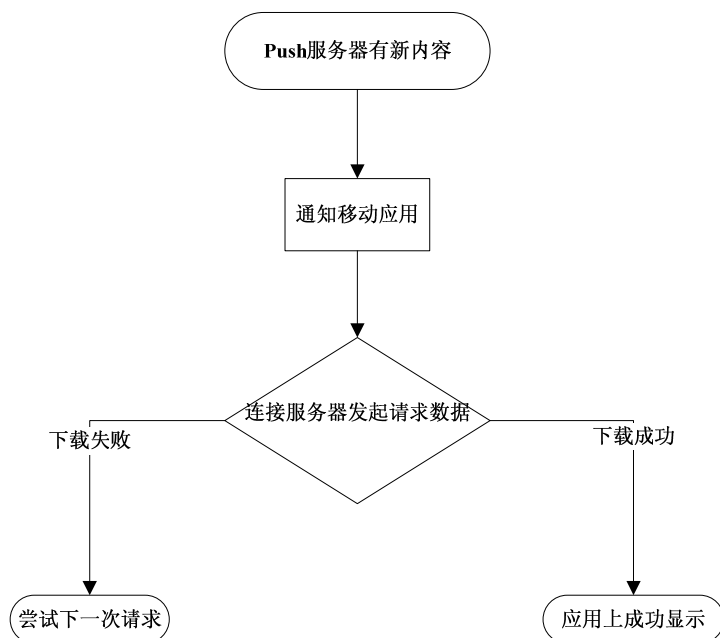 Push服务器有新内容
通知移动应用
连接服务器发起请求数据
下载失败
下载成功
尝试下一次请求
应用上成功显示